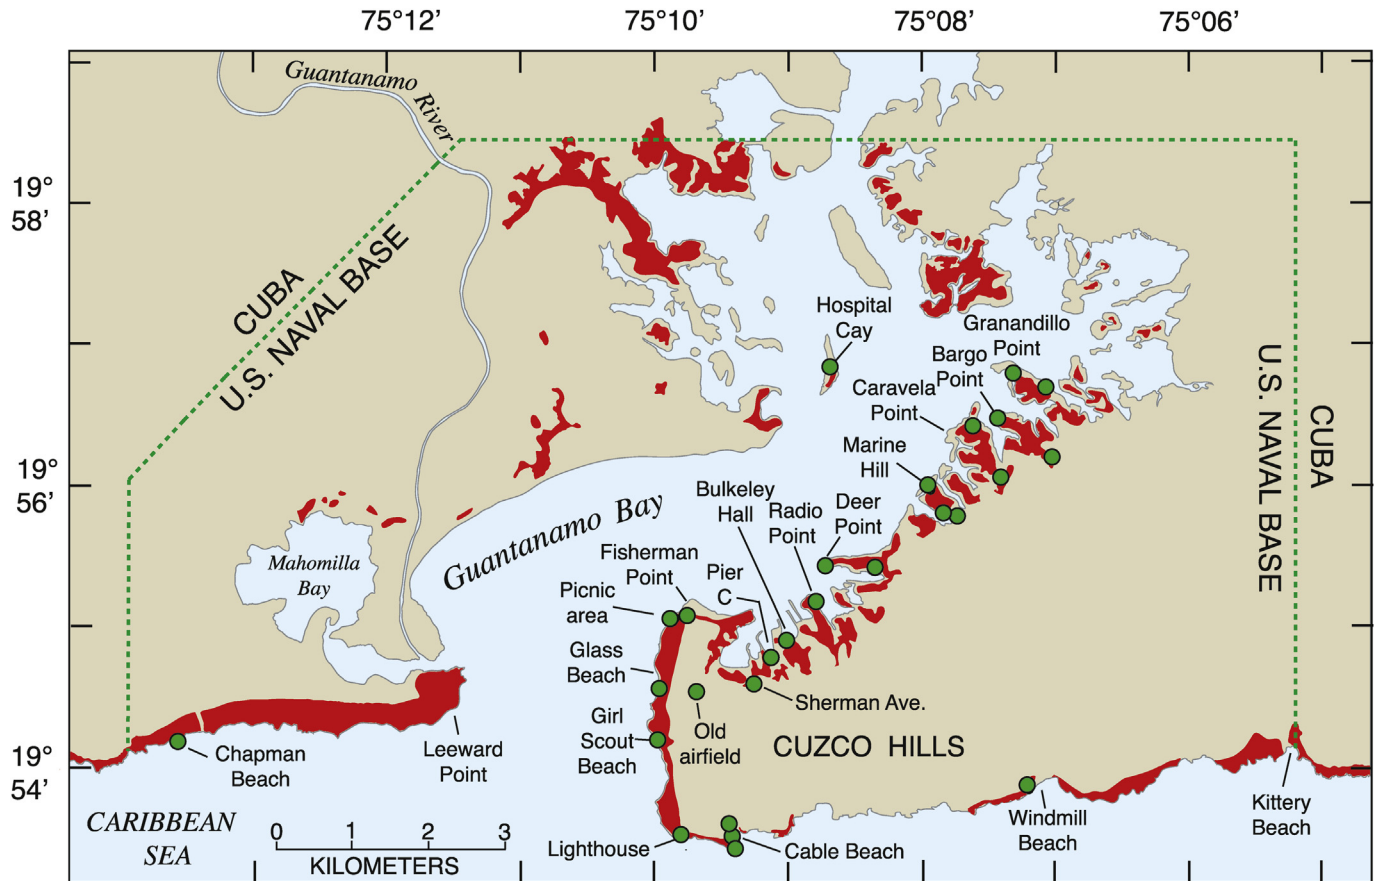 75°12’
75°10’
75°08’
75°06’
Guantanamo
River
19°
58’
CUBA
U.S. NAVAL BASE
Hospital
Cay
Granandillo
Point
Bargo
Point
Caravela
Point
Marine
Hill
U.S. NAVAL BASE
CUBA
19°
56’
Bulkeley
Hall
Radio
Point
Deer
Point
Guantanamo Bay
Mahomilla
Bay
Fisherman
Point
Pier
C
Picnic
area
Glass
Beach
Girl
Scout
Beach
Old
airfield
Sherman Ave.
CUZCO HILLS
Chapman
Beach
Leeward
Point
19°
54’
CARIBBEAN
SEA
0 1 2 3
KILOMETERS
Lighthouse
Cable Beach
Windmill
Beach
Kittery
Beach